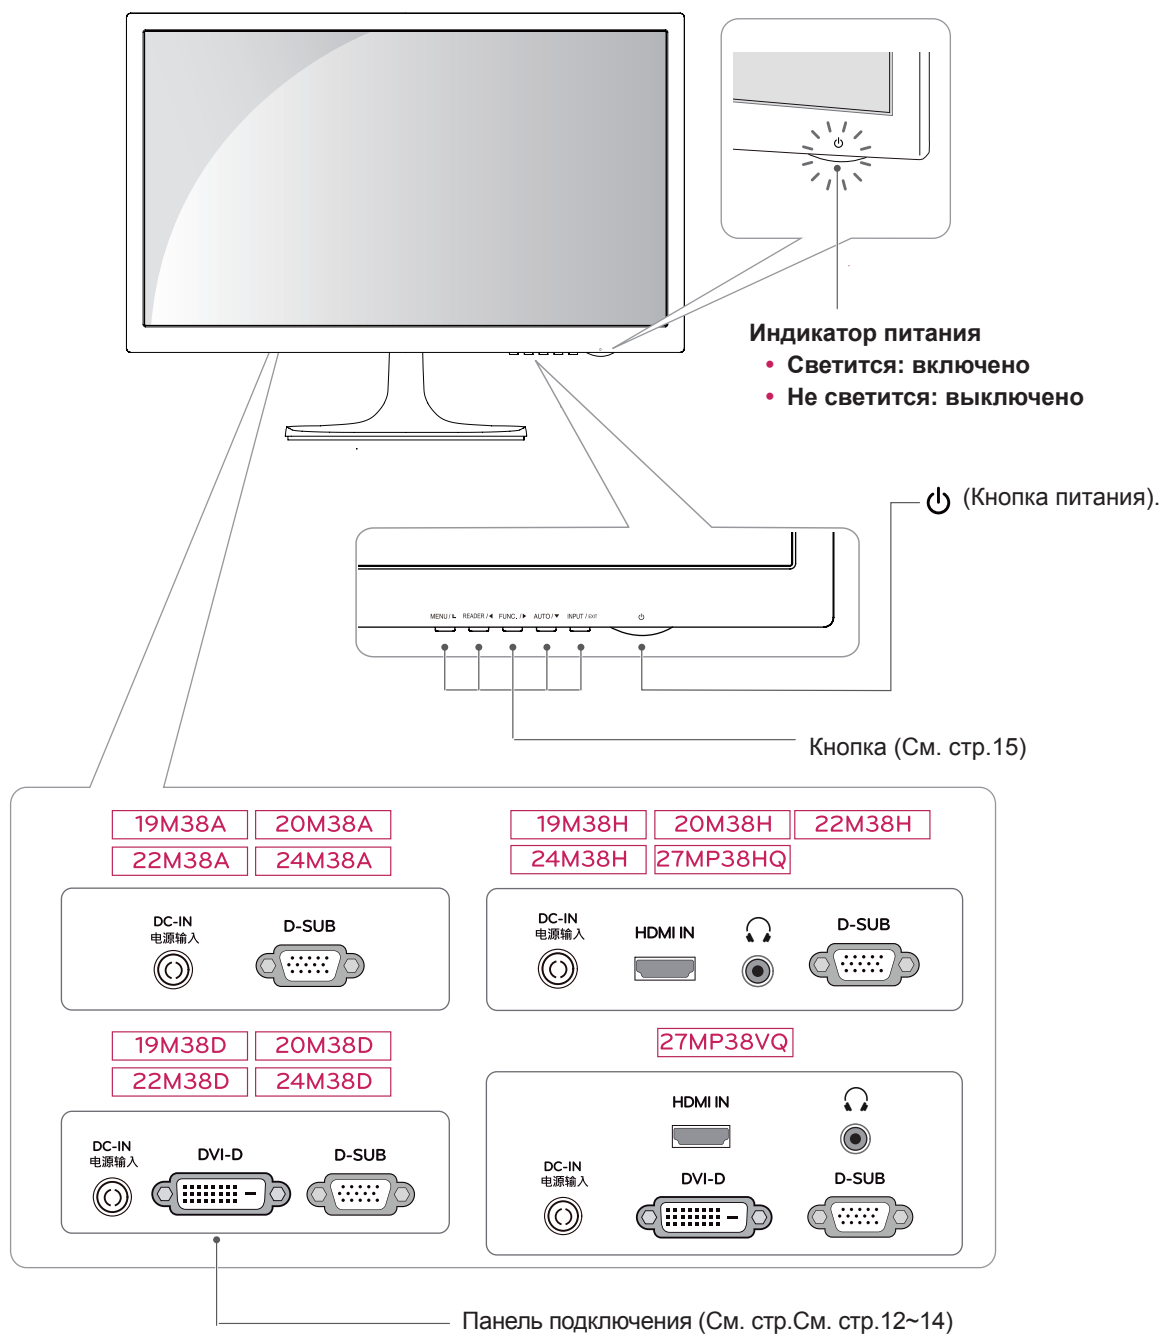 Индикатор питания
• Светится: включено
• Не светится: выключено
(Кнопка питания).
MENU / READER / ◀ FUNC. / ▶ AUTO / ▼ INPUT / EXIT
Кнопка (См. стр.15)
19M38A 20M38A
22M38A 24M38A
DC-IN
电源输入
D-SUB
19M38H 20M38H 22M38H
24M38H 27MP38HQ
DC-IN
电源输入
HDMI IN
D-SUB
19M38D 20M38D
22M38D 24M38D
DC-IN
电源输入
DVI-D
D-SUB
27MP38VQ
HDMI IN
DC-IN
电源输入
DVI-D
D-SUB
Панель подключения (См. стр.См. стр.12~14)